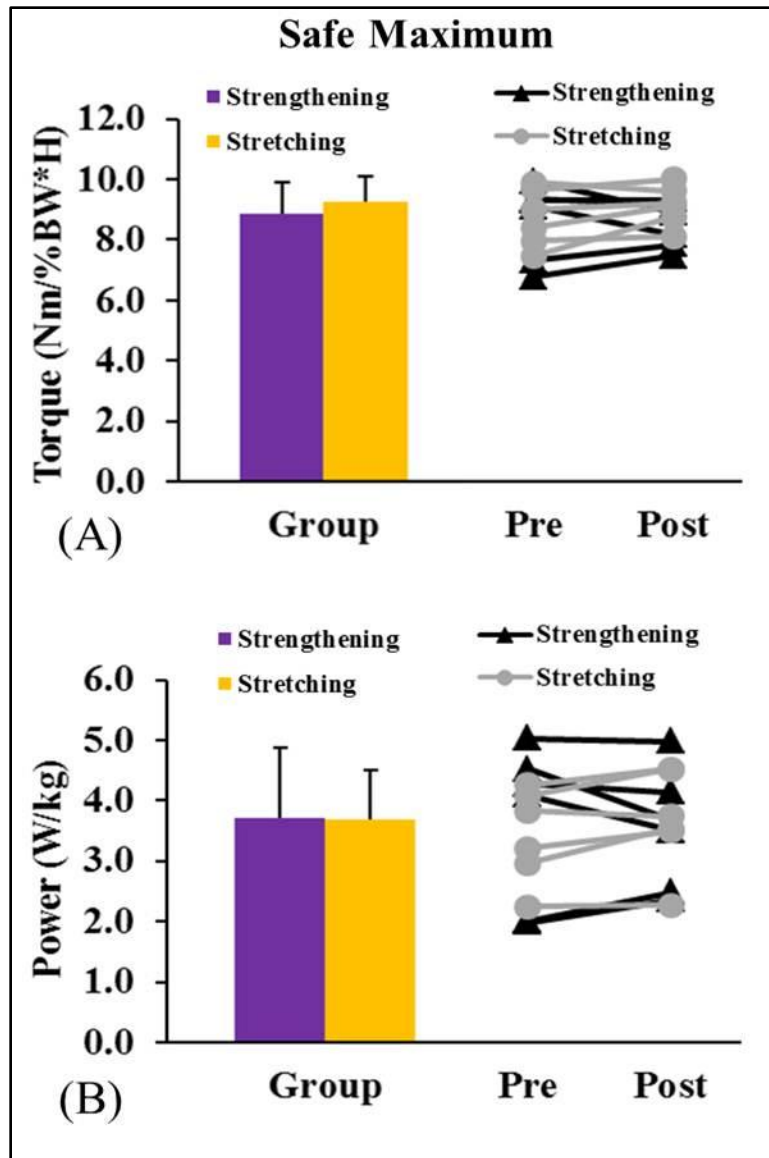 Safe Maximum
Strengthening
Stretching
Strengthening
Stretching
Torque (Nm/%BW*H)
12.0
10.0
8.0
6.0
4.0
2.0
0.0
Group
Pre
Post
(A)
Strengthening
Stretching
Strengthening
Stretching
Power (W/kg)
6.0
5.0
4.0
3.0
2.0
1.0
0.0
Group
Pre
Post
(B)